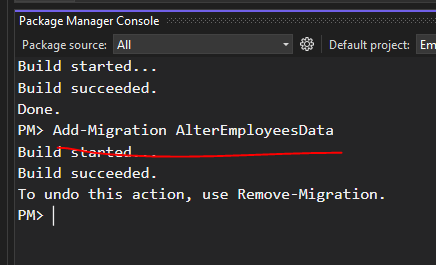 Package Manager Console
Package source: All Default project: Em
Build started...
Build succeeded.
Done.
PM> Add-Migration AlterEmployeesData
Build started...
Build succeeded.
To undo this action, use Remove-Migration.
PM>